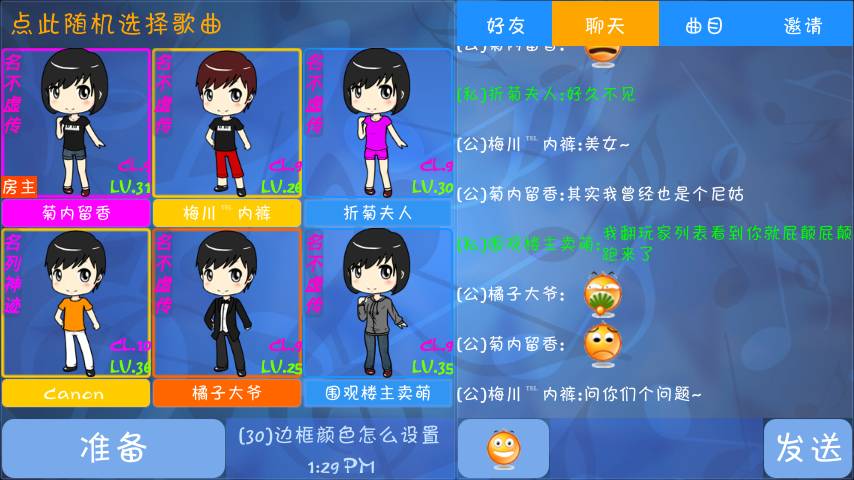 点此随机选择歌曲
好友
聊天
曲目
邀请
名不虚传
CL.9
LV.31
房主
菊内留香
名不虚传
CL.9
LV.26
梅川℡内裤
名不虚传
CL.9
LV.30
折菊夫人
名列神迹
CL.10
LV.36
Canon
名不虚传
CL.9
LV.25
橘子大爷
名不虚传
CL.9
LV.35
围观楼主卖萌
准备
(30)边框颜色怎么设置
1:29 PM
(公)菊内留香:
(私)折菊夫人:好久不见
(公)梅川℡内裤:美女~
(公)菊内留香:其实我曾经也是个尼姑
(私)围观楼主卖萌:我翻玩家列表看到你就屁颠屁颠
跑来了
(公)橘子大爷:
(公)菊内留香:
(公)梅川℡内裤:问你们个问题~
发送